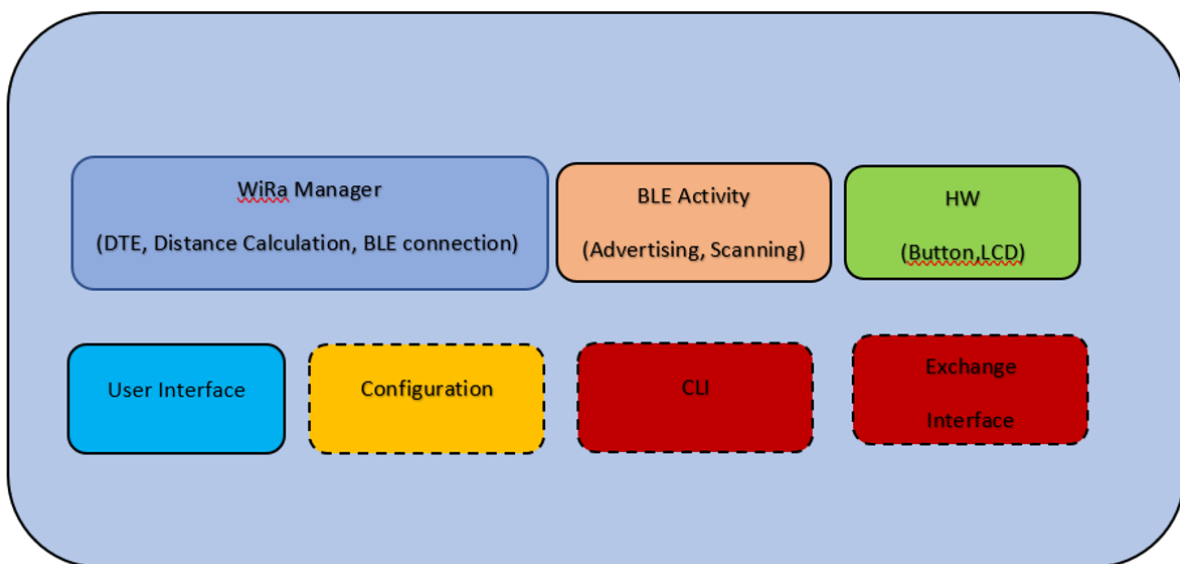 WiRa Manager
(DTE, Distance Calculation, BLE connection)
BLE Activity
(Advertising, Scanning)
HW
(Button,LCD)
User Interface
Configuration
CLI
Exchange
Interface